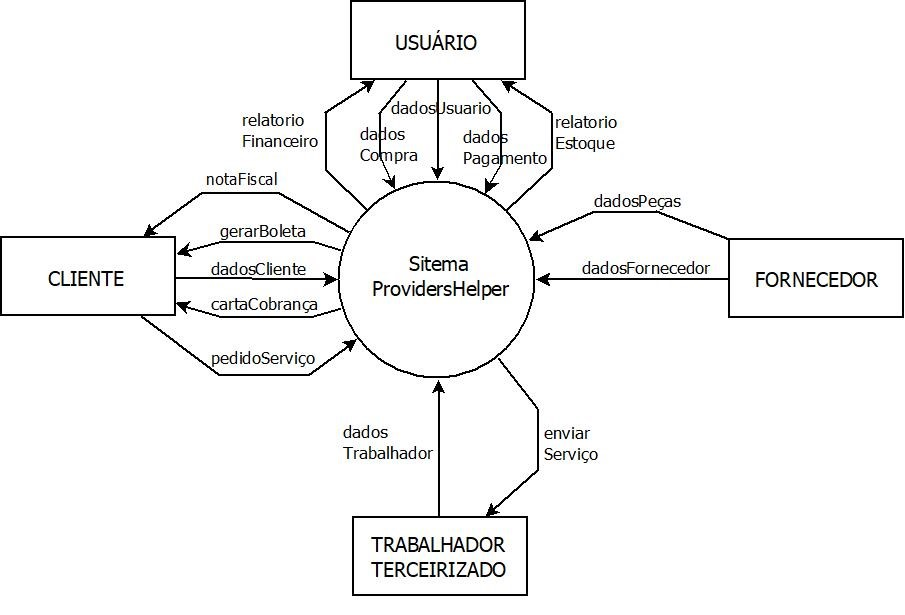 USUÁRIO
relatorio
Financeiro
dados
Compra
dadosUsuario
dados
Pagamento
relatorio
Estoque
notaFiscal
gerarBoleta
dadosCliente
cartaCobrança
pedidoServiço
CLIENTE
Sitema
ProvidersHelper
dadosPeças
dadosFornecedor
FORNECEDOR
dados
Trabalhador
enviar
Serviço
TRABALHADOR
TERCEIRIZADO